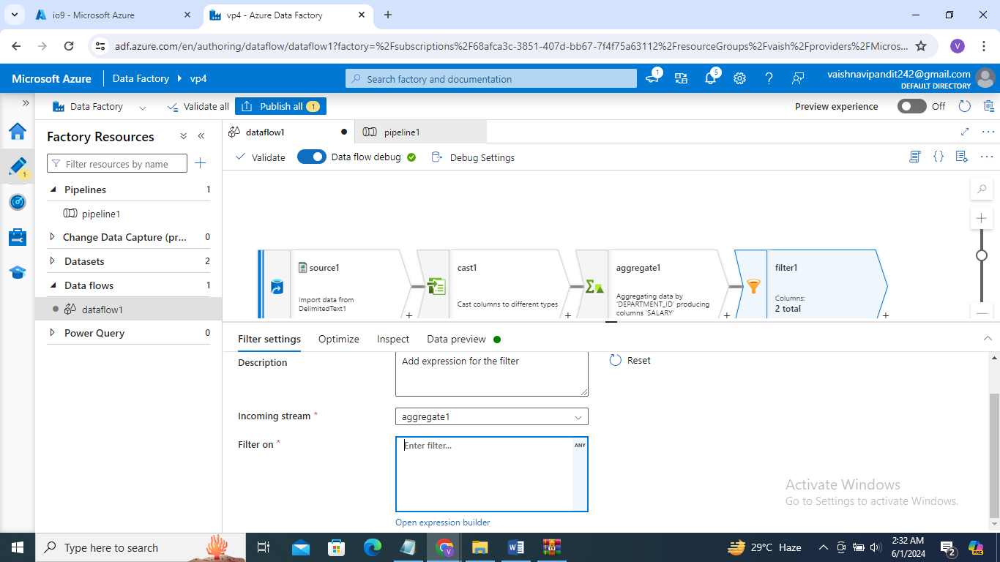 io9 - Microsoft Azure
vp4 - Azure Data Factory
adf.azure.com/en/authoring/dataflow/dataflow1?factory=%2Fsubscriptions%2F68afca3c-3851-407d-bb67-7f4f75a63112%2FresourceGroups%2Fvaish%2Fproviders%2FMicros...
V
Microsoft Azure
Data Factory
vp4
Search factory and documentation
1
5
vaishnavipandit242@gmail.com
DEFAULT DIRECTORY
Data Factory
Validate all
Publish all 1
Preview experience
Off
Factory Resources
Filter resources by name
Pipelines 1
pipeline1
Change Data Capture (pr... 0
Datasets 2
Data flows 1
dataflow1
Power Query 0
1
dataflow1
pipeline1
Validate
Data flow debug
Debug Settings
source1
Import data from
DelimitedText1
cast1
Cast columns to different types
aggregate1
Aggregating data by
'DEPARTMENT_ID' producing
columns 'SALARY'
filter1
Columns:
2 total
Filter settings
Optimize
Inspect
Data preview
Description
Add expression for the filter
Reset
Incoming stream *
aggregate1
Filter on *
Enter filter...
ANY
Open expression builder
Activate Windows
Go to Settings to activate Windows.
Type here to search
V
W
29°C Haze
2:32 AM
6/1/2024
2
PRE